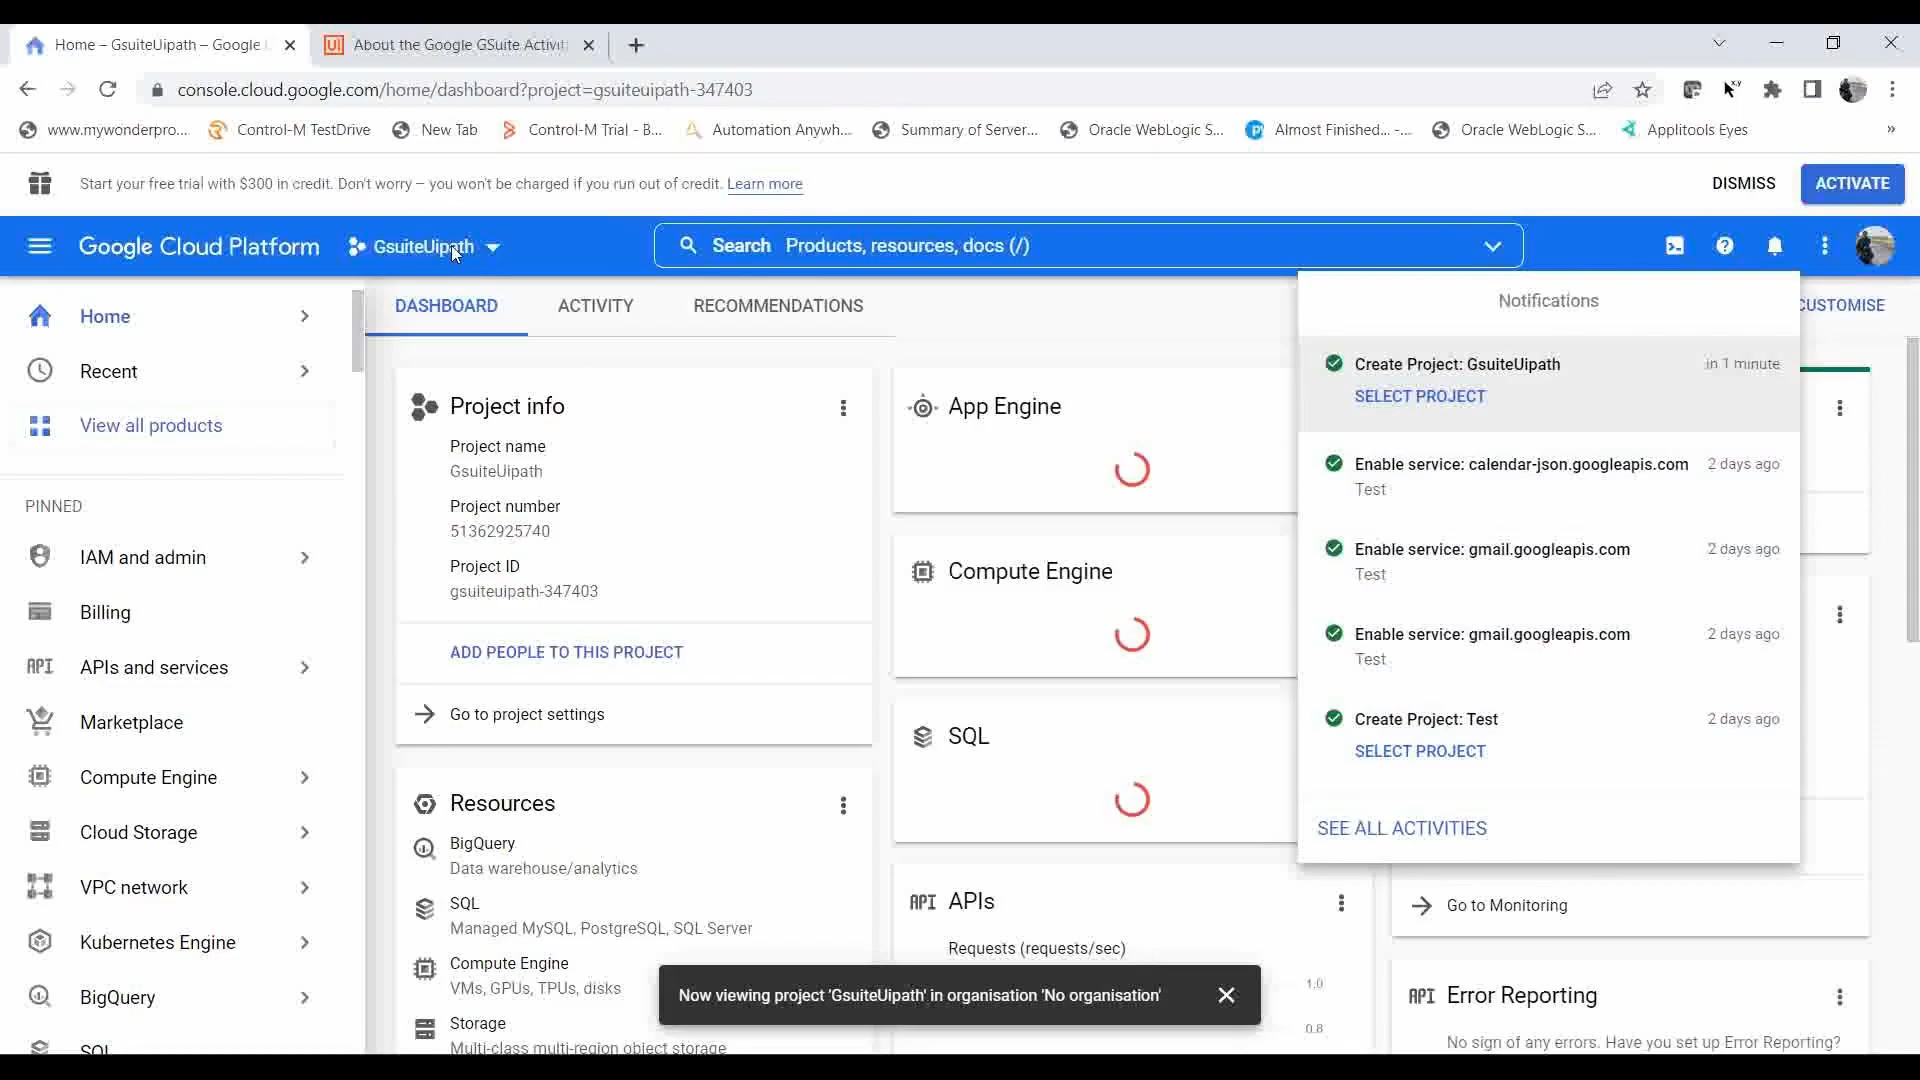 Home – GsuiteUipath – Google
About the Google GSuite Activit
console.cloud.google.com/home/dashboard?project=gsuiteuipath-347403
www.mywonderpro...
Control-M TestDrive
New Tab
Control-M Trial - B...
Automation Anywh...
Summary of Server...
Oracle WebLogic S...
Almost Finished... -...
Oracle WebLogic S...
Applitools Eyes
»
Start your free trial with $300 in credit. Don't worry – you won't be charged if you run out of credit. Learn more
DISMISS
ACTIVATE
Google Cloud Platform
GsuiteUipath
Search Products, resources, docs (/)
Home
Recent
View all products
PINNED
IAM and admin
Billing
API APIs and services
Marketplace
Compute Engine
Cloud Storage
VPC network
Kubernetes Engine
BigQuery
SQL
DASHBOARD
ACTIVITY
RECOMMENDATIONS
CUSTOMISE
Project info
Project name
GsuiteUipath
Project number
51362925740
Project ID
gsuiteuipath-347403
ADD PEOPLE TO THIS PROJECT
Go to project settings
Resources
BigQuery
Data warehouse/analytics
SQL
Managed MySQL, PostgreSQL, SQL Server
Compute Engine
VMs, GPUs, TPUs, disks
Storage
Multi-class multi-region object storage
App Engine
Compute Engine
SQL
API APIs
Requests (requests/sec)
1.0
0.8
Notifications
Create Project: GsuiteUipath
in 1 minute
SELECT PROJECT
Enable service: calendar-json.googleapis.com
2 days ago
Test
Enable service: gmail.googleapis.com
2 days ago
Test
Enable service: gmail.googleapis.com
2 days ago
Test
Create Project: Test
2 days ago
SELECT PROJECT
SEE ALL ACTIVITIES
Go to Monitoring
API Error Reporting
No sign of any errors. Have you set up Error Reporting?
Now viewing project 'GsuiteUipath' in organisation 'No organisation'